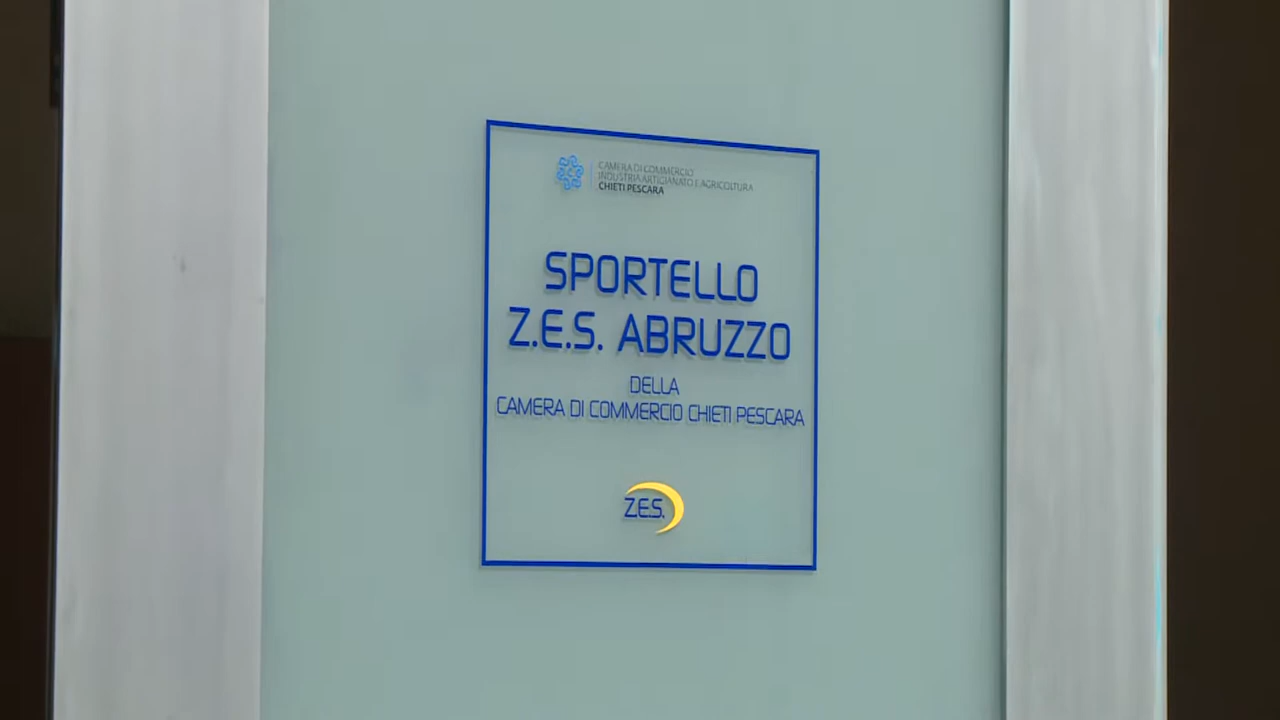 CAMERA DI COMMERCIO
INDUSTRIA ARTIGIANATO E AGRICOLTURA
CHIETI PESCARA
SPORTELLO
Z.E.S. ABRUZZO
DELLA
CAMERA DI COMMERCIO CHIETI PESCARA
Z.E.S.